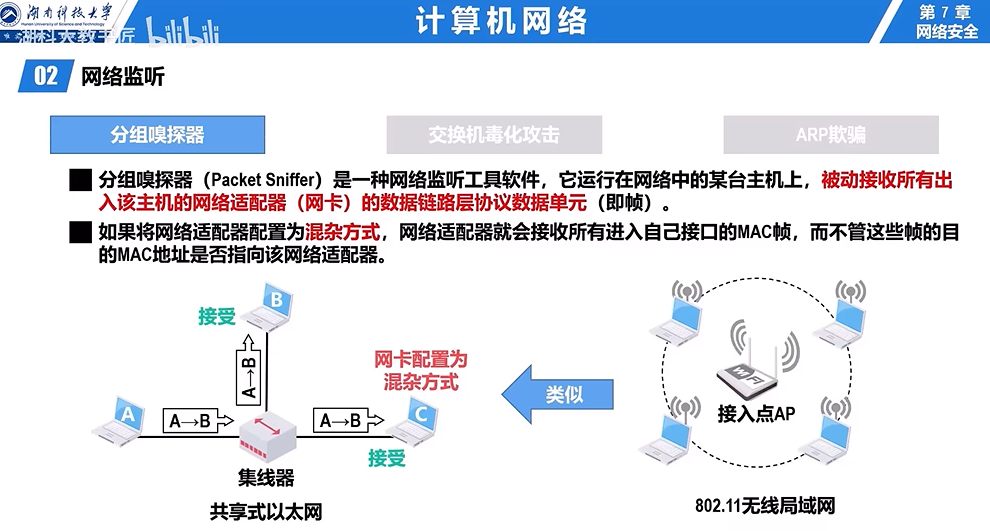 湖南科技大学
Hunan University of Science and Technology
计算机网络
第 7 章
网络安全
湖科大教书匠 bilibili
02 网络监听
分组嗅探器
交换机毒化攻击
ARP欺骗
分组嗅探器（Packet Sniffer）是一种网络监听工具软件，它运行在网络中的某台主机上，被动接收所有出
入该主机的网络适配器（网卡）的数据链路层协议数据单元（即帧）。
如果将网络适配器配置为混杂方式，网络适配器就会接收所有进入自己接口的MAC帧，而不管这些帧的目
的MAC地址是否指向该网络适配器。
B
接受
A→B
网卡配置为
混杂方式
A
A→B
A→B
C
接受
集线器
共享式以太网
类似
WiFi
接入点AP
802.11无线局域网